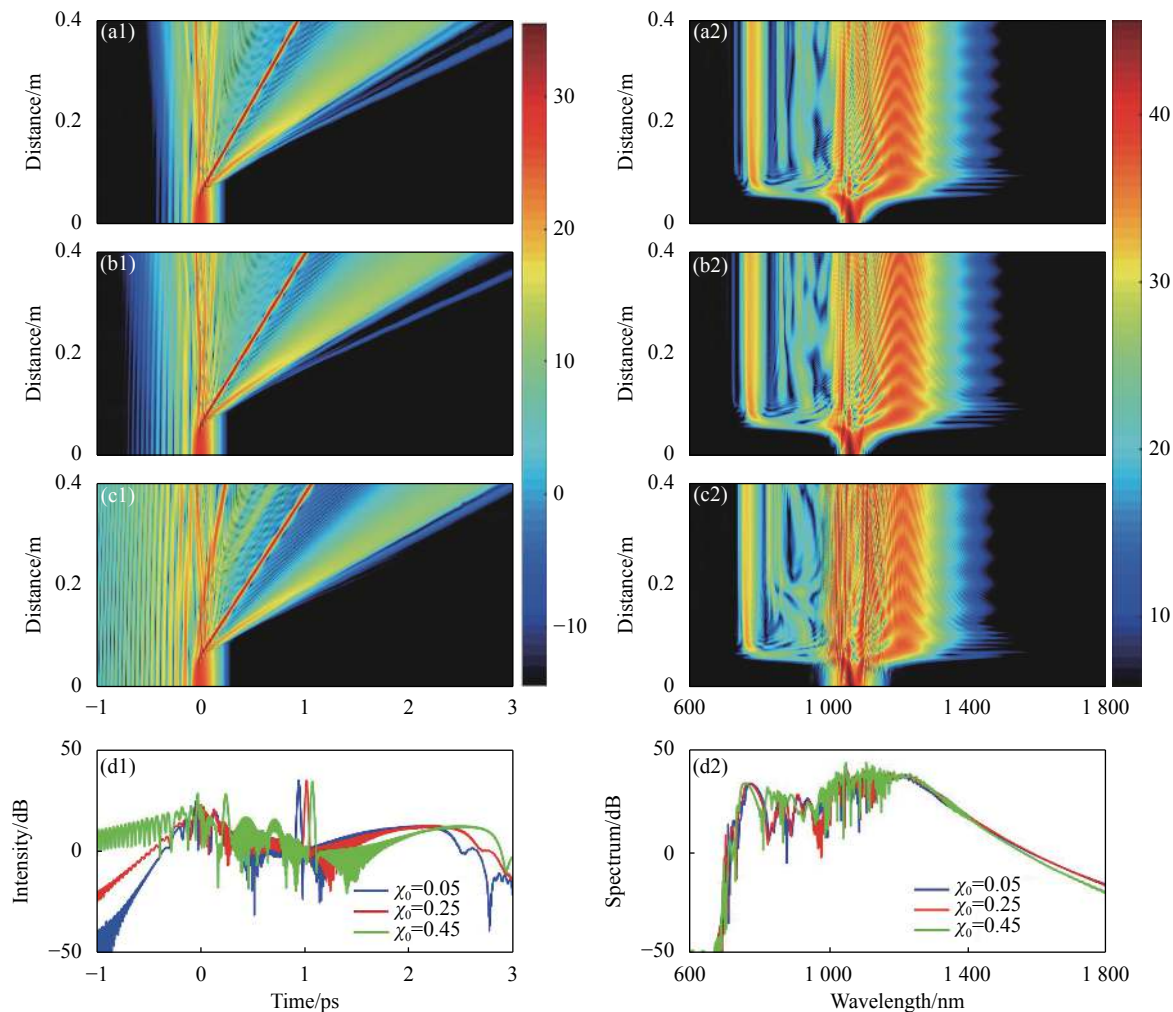 0.4
(a1)
Distance/m
0.2
0
30
20
10
0
−10
0.4
(a2)
Distance/m
0.2
0
40
30
20
10
0.4
(b1)
Distance/m
0.2
0
0.4
(b2)
Distance/m
0.2
0
0.4
(c1)
Distance/m
0.2
0
−1 0 1 2 3
0.4
(c2)
Distance/m
0.2
0
600 1 000 1 400 1 800
50
(d1)
Intensity/dB
0
−50
χ0=0.05
χ0=0.25
χ0=0.45
−1 0 1 2 3
Time/ps
50
(d2)
Spectrum/dB
0
−50
χ0=0.05
χ0=0.25
χ0=0.45
600 1 000 1 400 1 800
Wavelength/nm